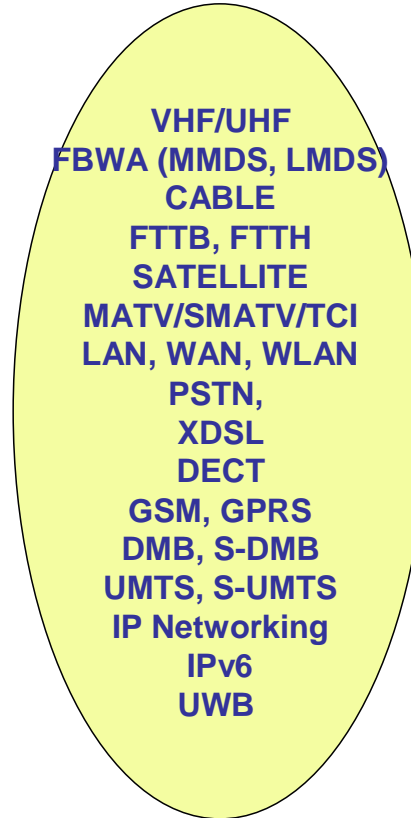 VHF/UHF
FBWA (MMDS, LMDS)
CABLE
FTTB, FTTH
SATELLITE
MATV/SMATV/TCI
LAN, WAN, WLAN
PSTN,
XDSL
DECT
GSM, GPRS
DMB, S-DMB
UMTS, S-UMTS
IP Networking
IPv6
UWB